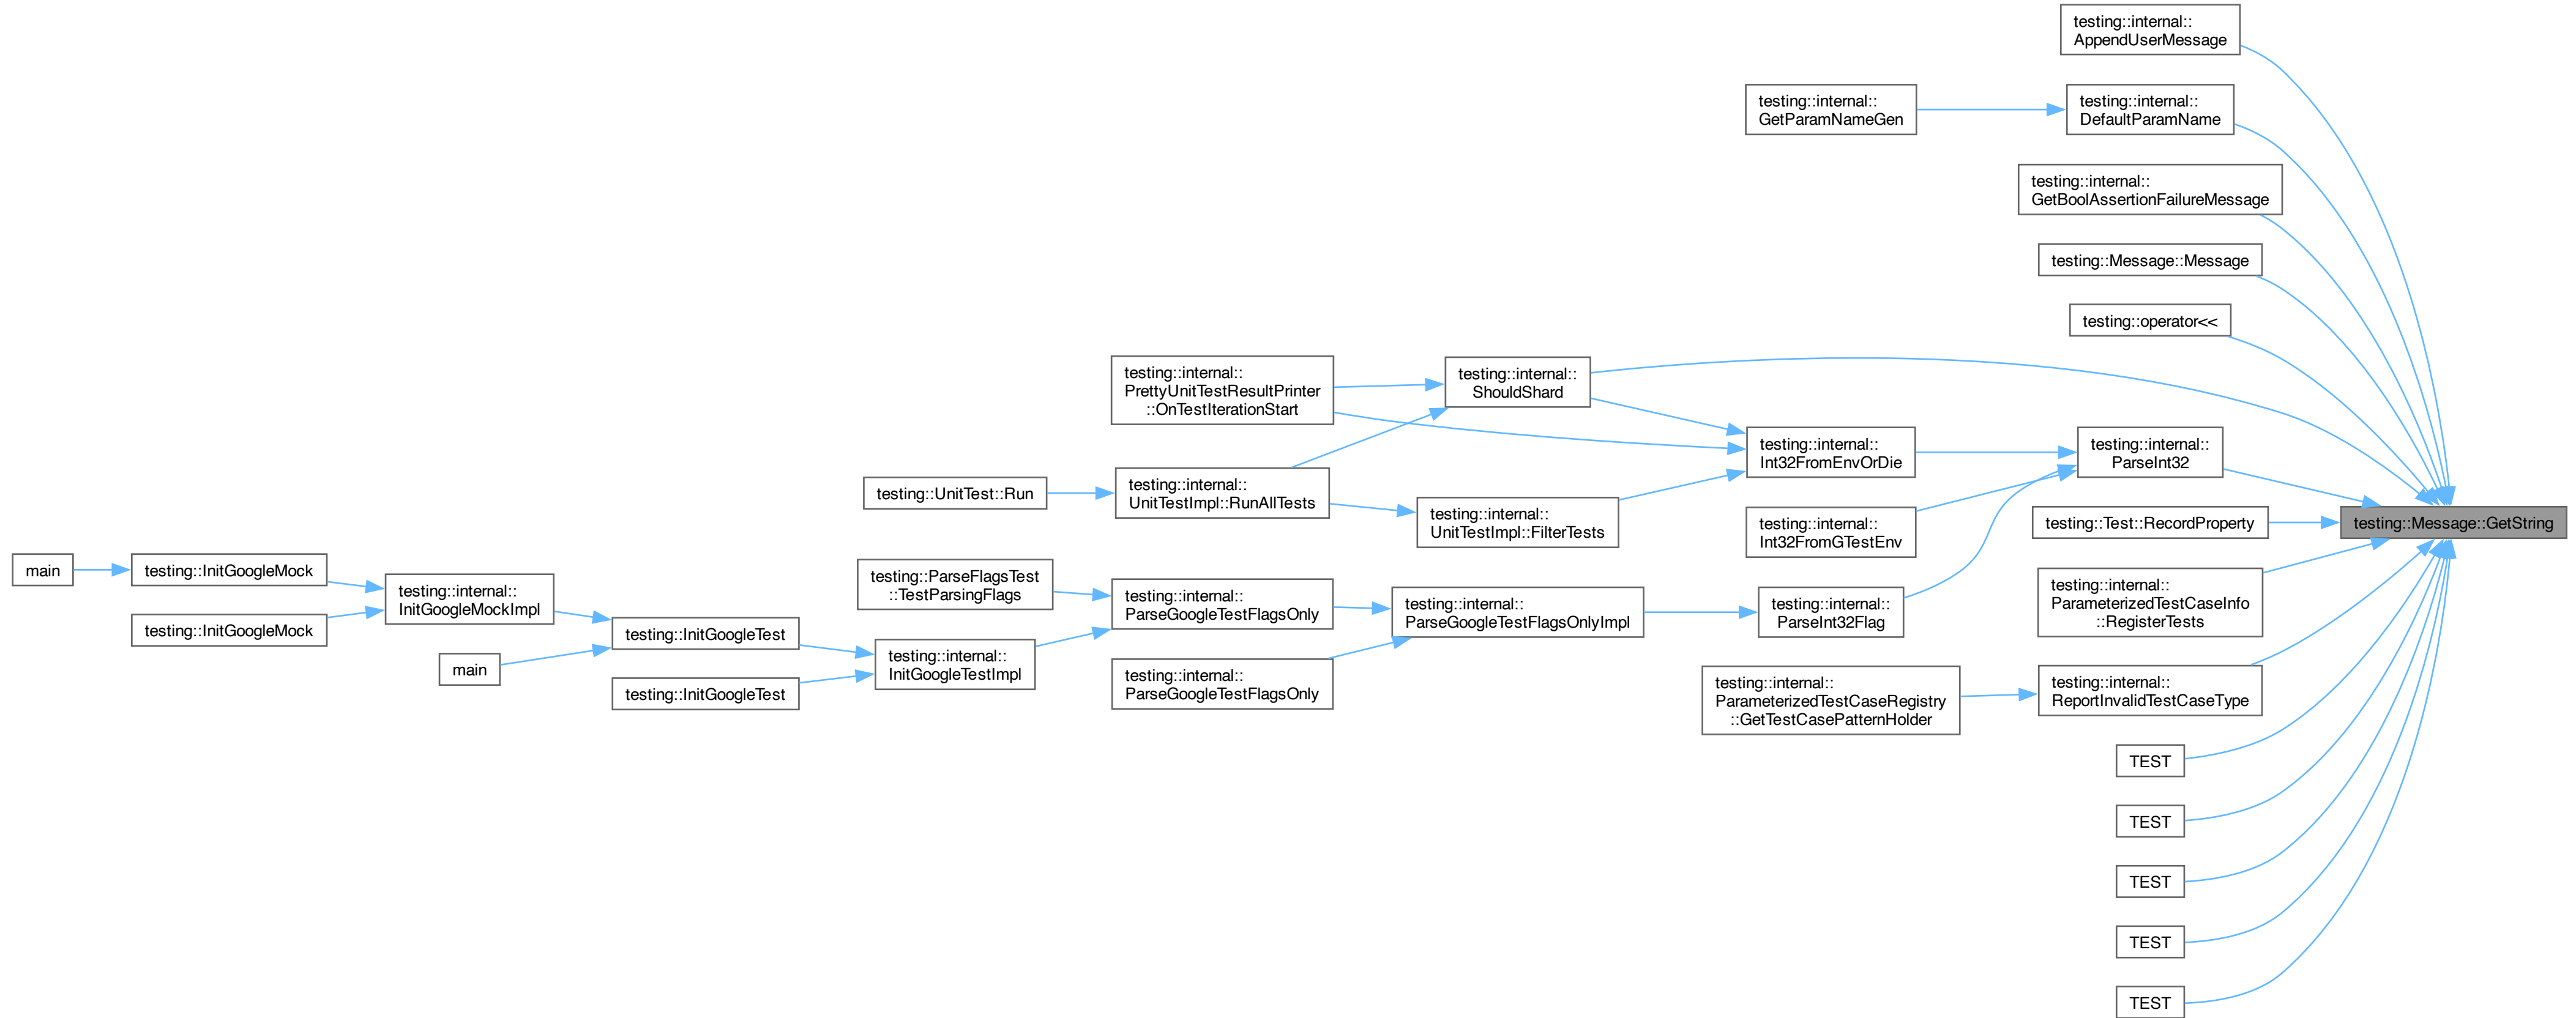 testing::internal::
AppendUserMessage
testing::internal::
GetParamNameGen
testing::internal::
DefaultParamName
testing::internal::
GetBoolAssertionFailureMessage
testing::Message::Message
testing::operator<<
testing::internal::
PrettyUnitTestResultPrinter
::OnTestIterationStart
testing::internal::
ShouldShard
testing::internal::
Int32FromEnvOrDie
testing::internal::
ParseInt32
testing::UnitTest::Run
testing::internal::
UnitTestImpl::RunAllTests
testing::internal::
UnitTestImpl::FilterTests
testing::internal::
Int32FromGTestEnv
testing::Test::RecordProperty
testing::Message::GetString
main
testing::InitGoogleMock
testing::InitGoogleMock
testing::internal::
InitGoogleMockImpl
testing::InitGoogleTest
main
testing::InitGoogleTest
testing::ParseFlagsTest
::TestParsingFlags
testing::internal::
InitGoogleTestImpl
testing::internal::
ParseGoogleTestFlagsOnly
testing::internal::
ParseGoogleTestFlagsOnly
testing::internal::
ParseGoogleTestFlagsOnlyImpl
testing::internal::
ParseInt32Flag
testing::internal::
ParameterizedTestCaseInfo
::RegisterTests
testing::internal::
ParameterizedTestCaseRegistry
::GetTestCasePatternHolder
testing::internal::
ReportInvalidTestCaseType
TEST
TEST
TEST
TEST
TEST